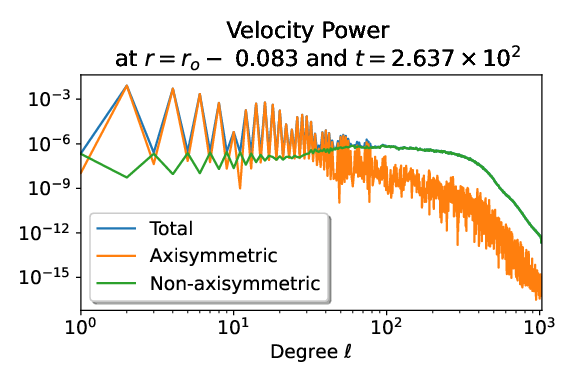 Velocity Power
at r = r_o − 0.083 and t = 2.637 × 10^2
10^−3
10^−6
10^−9
10^−12
10^−15
Total
Axisymmetric
Non-axisymmetric
10^0 10^1 10^2 10^3
Degree ℓ